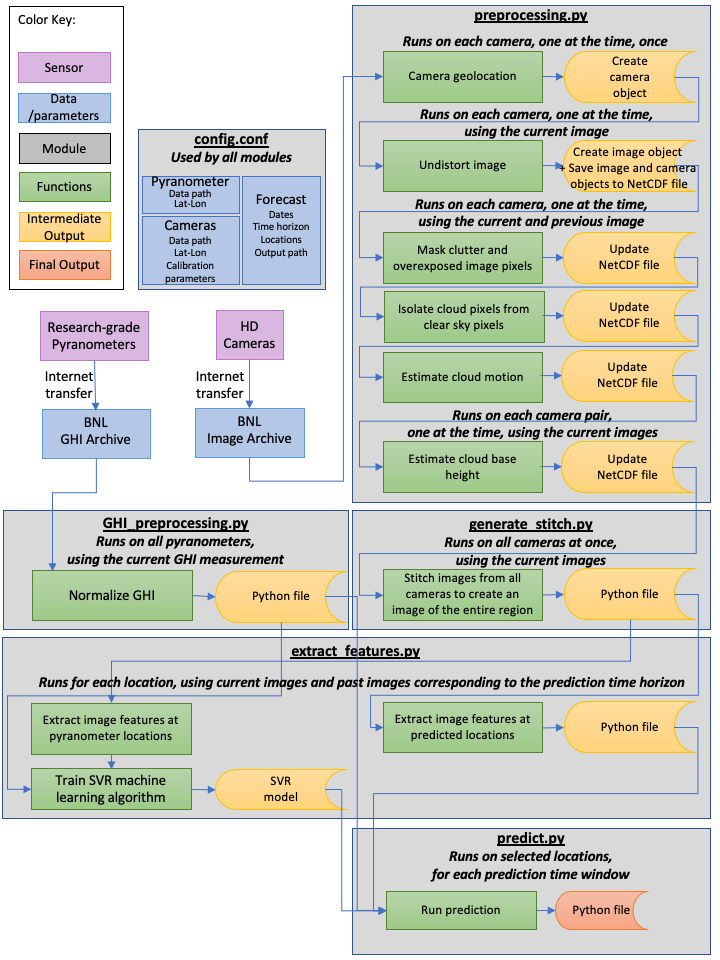 Color Key:
Sensor
Data
/parameters
Module
Functions
Intermediate
Output
Final Output
config.conf
Used by all modules
Pyranometer
Data path
Lat-Lon
Cameras
Data path
Lat-Lon
Calibration
parameters
Forecast
Dates
Time horizon
Locations
Output path
Research-grade
Pyranometers
HD
Cameras
Internet
transfer
Internet
transfer
BNL
GHI Archive
BNL
Image Archive
preprocessing.py
Runs on each camera, one at the time, once
Camera geolocation
Create
camera
object
Runs on each camera, one at the time,
using the current image
Undistort image
Create image object
+ Save image and camera
objects to NetCDF file
Runs on each camera, one at the time,
using the current and previous image
Mask clutter and
overexposed image pixels
Update
NetCDF file
Isolate cloud pixels from
clear sky pixels
Update
NetCDF file
Estimate cloud motion
Update
NetCDF file
Runs on each camera pair,
one at the time, using the current images
Estimate cloud base
height
Update
NetCDF file
GHI_preprocessing.py
Runs on all pyranometers,
using the current GHI measurement
Normalize GHI
Python file
generate_stitch.py
Runs on all cameras at once,
using the current images
Stitch images from all
cameras to create an
image of the entire region
Python file
extract_features.py
Runs for each location, using current images and past images corresponding to the prediction time horizon
Extract image features at
pyranometer locations
Train SVR machine
learning algorithm
SVR
model
Extract image features at
predicted locations
Python file
predict.py
Runs on selected locations,
for each prediction time window
Run prediction
Python file